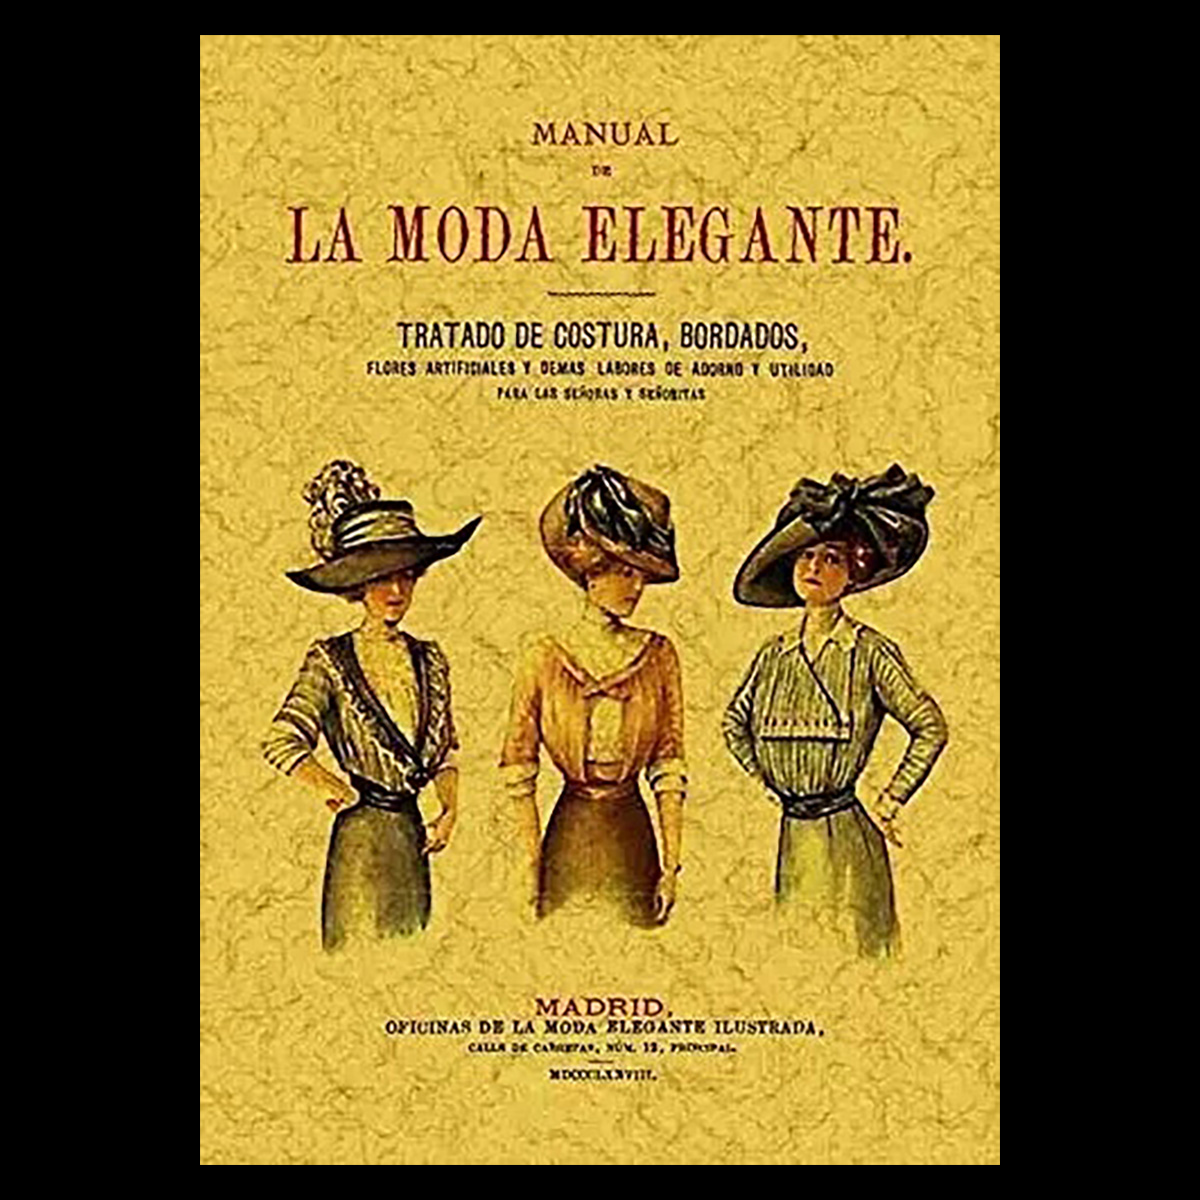 MANUAL
DE
LA MODA ELEGANTE.
TRATADO DE COSTURA, BORDADOS,
FLORES ARTIFICIALES Y DEMAS LABORES DE ADORNO Y UTILIDAD
PARA LAS SEÑORAS Y SEÑORITAS
MADRID,
OFICINAS DE LA MODA ELEGANTE ILUSTRADA,
CALLE DE CARRETAS, NÚM. 12, PRINCIPAL.
MDCCCLXXVIII.